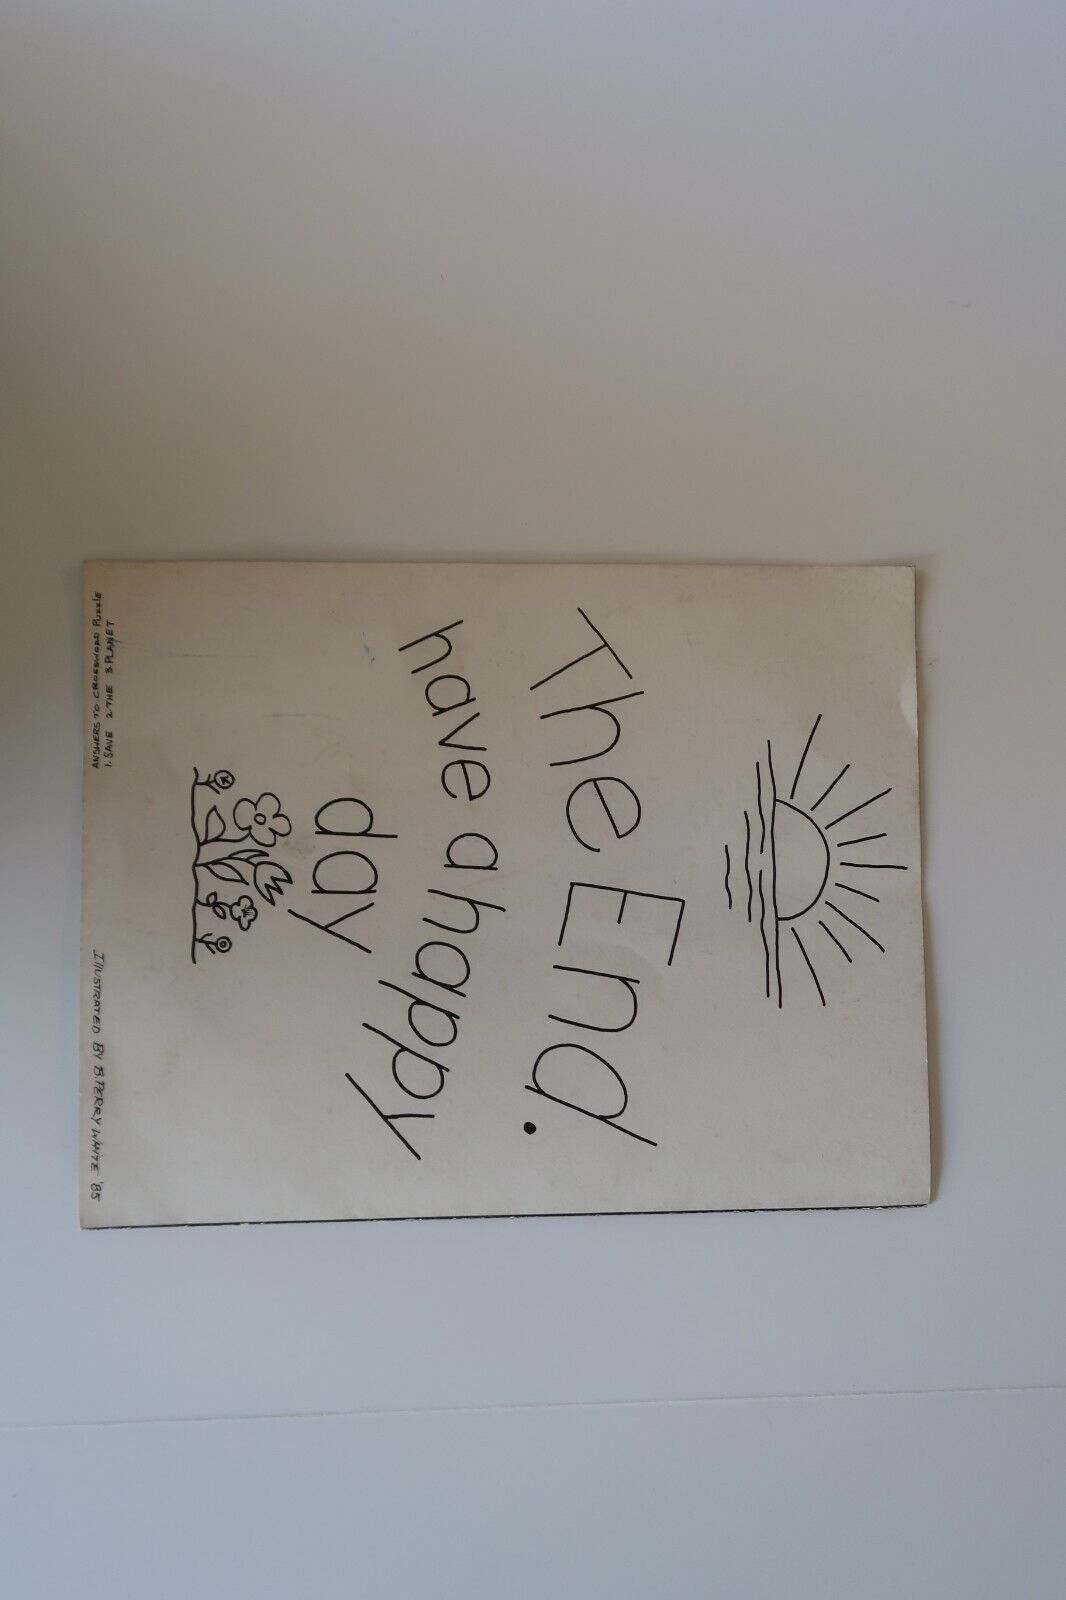 The End.
have a happy
day
ANSWERS TO CROSSWORD PUZZLE
1. SAVE 2. THE 3. PLANET
ILLUSTRATED BY B. PERRY WHITE '85